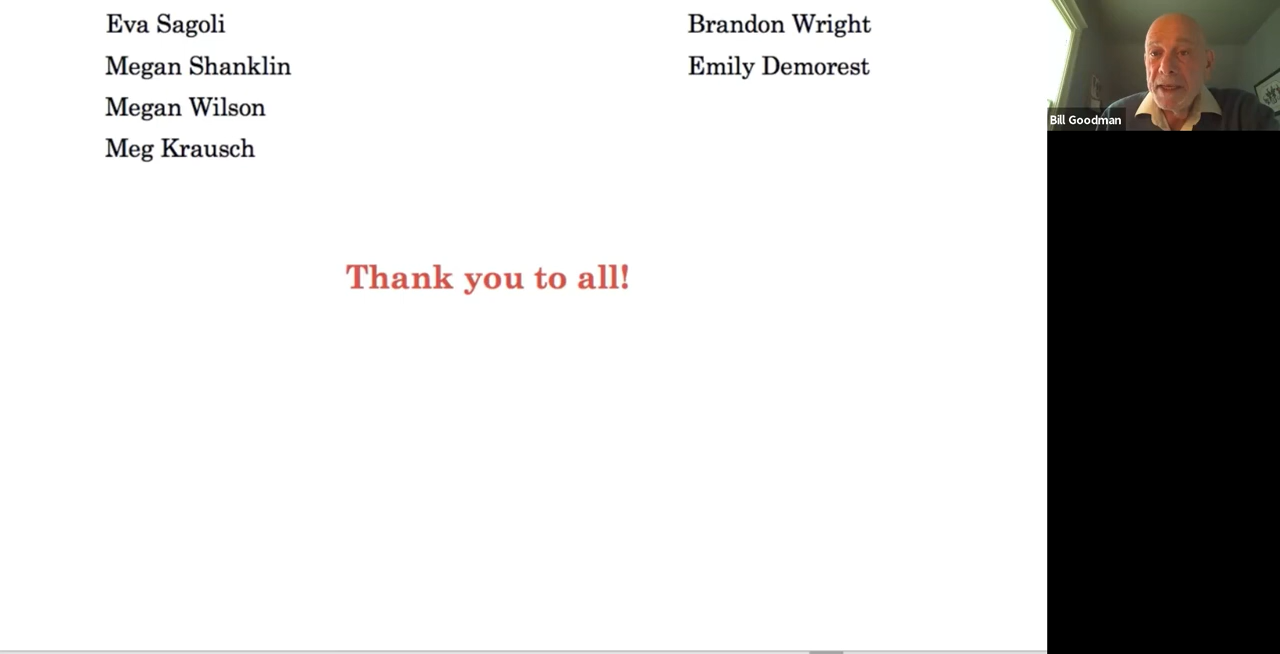 Eva Sagoli
Megan Shanklin
Megan Wilson
Meg Krausch
Brandon Wright
Emily Demorest
Thank you to all!
Bill Goodman